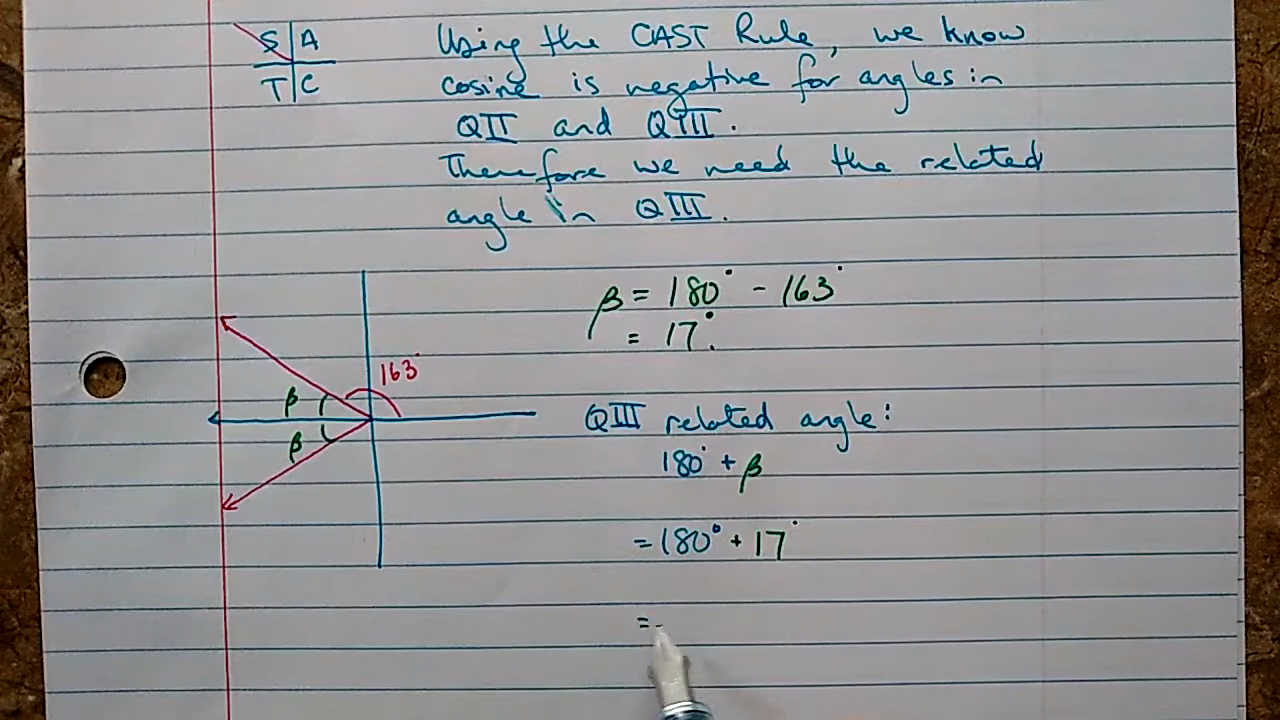 S A
T C
Using the CAST Rule, we know
cosine is negative for angles in
QII and QIII.
Therefore we need the related
angle in QIII.
β = 180° - 163°
= 17°.
163°
β
β
QIII related angle:
180° + β
= 180° + 17°
=